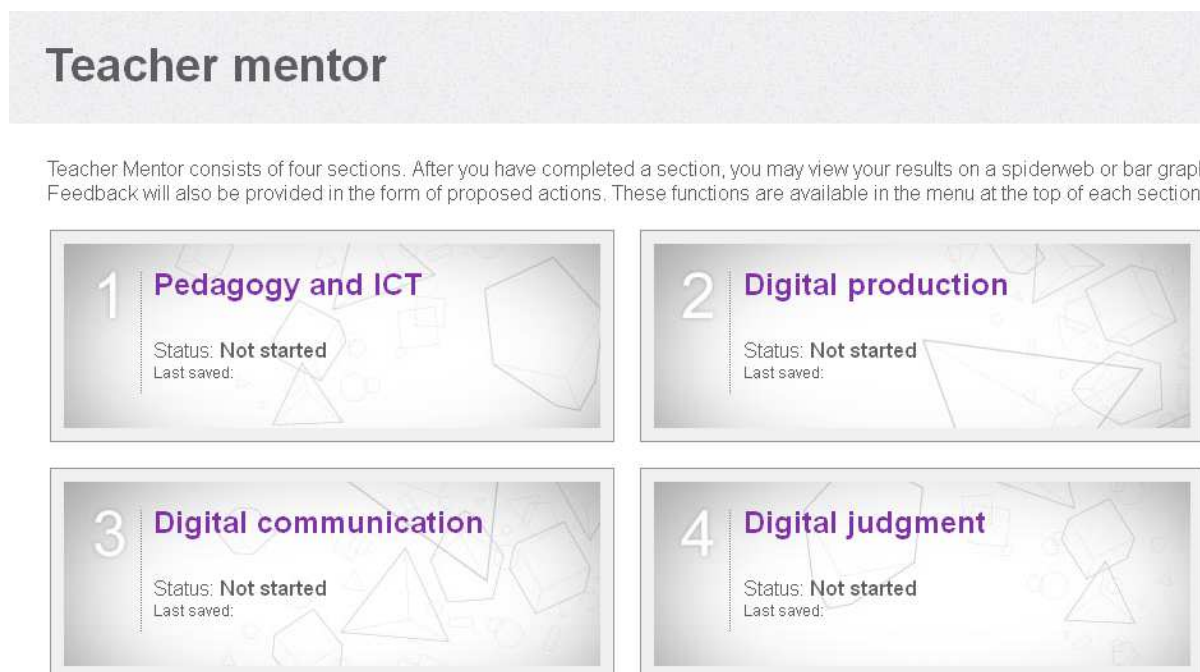 Teacher mentor
Teacher Mentor consists of four sections. After you have completed a section, you may view your results on a spiderweb or bar
Feedback will also be provided in the form of proposed actions. These functions are available in the menu at the top of each section
1
Pedagogy and ICT
Status: Not started
Last saved:
2
Digital production
Status: Not started
Last saved:
3
Digital communication
Status: Not started
Last saved:
4
Digital judgment
Status: Not started
Last saved: